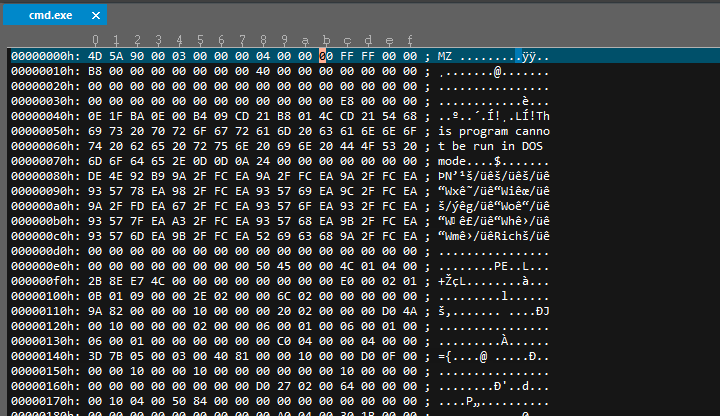 cmd.exe
0 1 2 3 4 5 6 7 8 9 a b c d e f
00000000h: 4D 5A 90 00 03 00 00 00 04 00 00 00 FF FF 00 00 ; MZ .........ÿÿ..
00000010h: B8 00 00 00 00 00 00 00 40 00 00 00 00 00 00 00 ; ¸.......@.......
00000020h: 00 00 00 00 00 00 00 00 00 00 00 00 00 00 00 00 ; ................
00000030h: 00 00 00 00 00 00 00 00 00 00 00 00 E8 00 00 00 ; ............è...
00000040h: 0E 1F BA 0E 00 B4 09 CD 21 B8 01 4C CD 21 54 68 ; ..º..´.Í!¸.LÍ!Th
00000050h: 69 73 20 70 72 6F 67 72 61 6D 20 63 61 6E 6E 6F ; is program canno
00000060h: 74 20 62 65 20 72 75 6E 20 69 6E 20 44 4F 53 20 ; t be run in DOS
00000070h: 6D 6F 64 65 2E 0D 0D 0A 24 00 00 00 00 00 00 00 ; mode....$.......
00000080h: DE 4E 92 B9 9A 2F FC EA 9A 2F FC EA 9A 2F FC EA ; ÞN’¹š/üêš/üêš/üê
00000090h: 93 57 78 EA 98 2F FC EA 93 57 69 EA 9C 2F FC EA ; “Wxê˜/üê“Wiêœ/üê
000000a0h: 9A 2F FD EA 67 2F FC EA 93 57 6F EA 93 2F FC EA ; š/ýêg/üê“Woê“/üê
000000b0h: 93 57 7F EA A3 2F FC EA 93 57 68 EA 9B 2F FC EA ; “W ê£/üê“Whê›/üê
000000c0h: 93 57 6D EA 9B 2F FC EA 52 69 63 68 9A 2F FC EA ; “Wmê›/üêRichš/üê
000000d0h: 00 00 00 00 00 00 00 00 00 00 00 00 00 00 00 00 ; ................
000000e0h: 00 00 00 00 00 00 00 00 50 45 00 00 4C 01 04 00 ; ........PE..L...
000000f0h: 2B 8E E7 4C 00 00 00 00 00 00 00 00 E0 00 02 01 ; +ŽçL........à...
00000100h: 0B 01 09 00 00 2E 02 00 00 6C 02 00 00 00 00 00 ; .........l......
00000110h: 9A 82 00 00 00 10 00 00 00 20 02 00 00 00 D0 4A ; š‚....... ....ÐJ
00000120h: 00 10 00 00 00 02 00 00 06 00 01 00 06 00 01 00 ; ................
00000130h: 06 00 01 00 00 00 00 00 00 C0 04 00 00 04 00 00 ; .........À......
00000140h: 3D 7B 05 00 03 00 40 81 00 00 10 00 00 D0 0F 00 ; ={....@ .....Ð..
00000150h: 00 00 10 00 00 10 00 00 00 00 00 00 10 00 00 00 ; ................
00000160h: 00 00 00 00 00 00 00 00 D0 27 02 00 64 00 00 00 ; ........Ð'..d...
00000170h: 00 10 04 00 50 84 00 00 00 00 00 00 00 00 00 00 ; ....P„..........